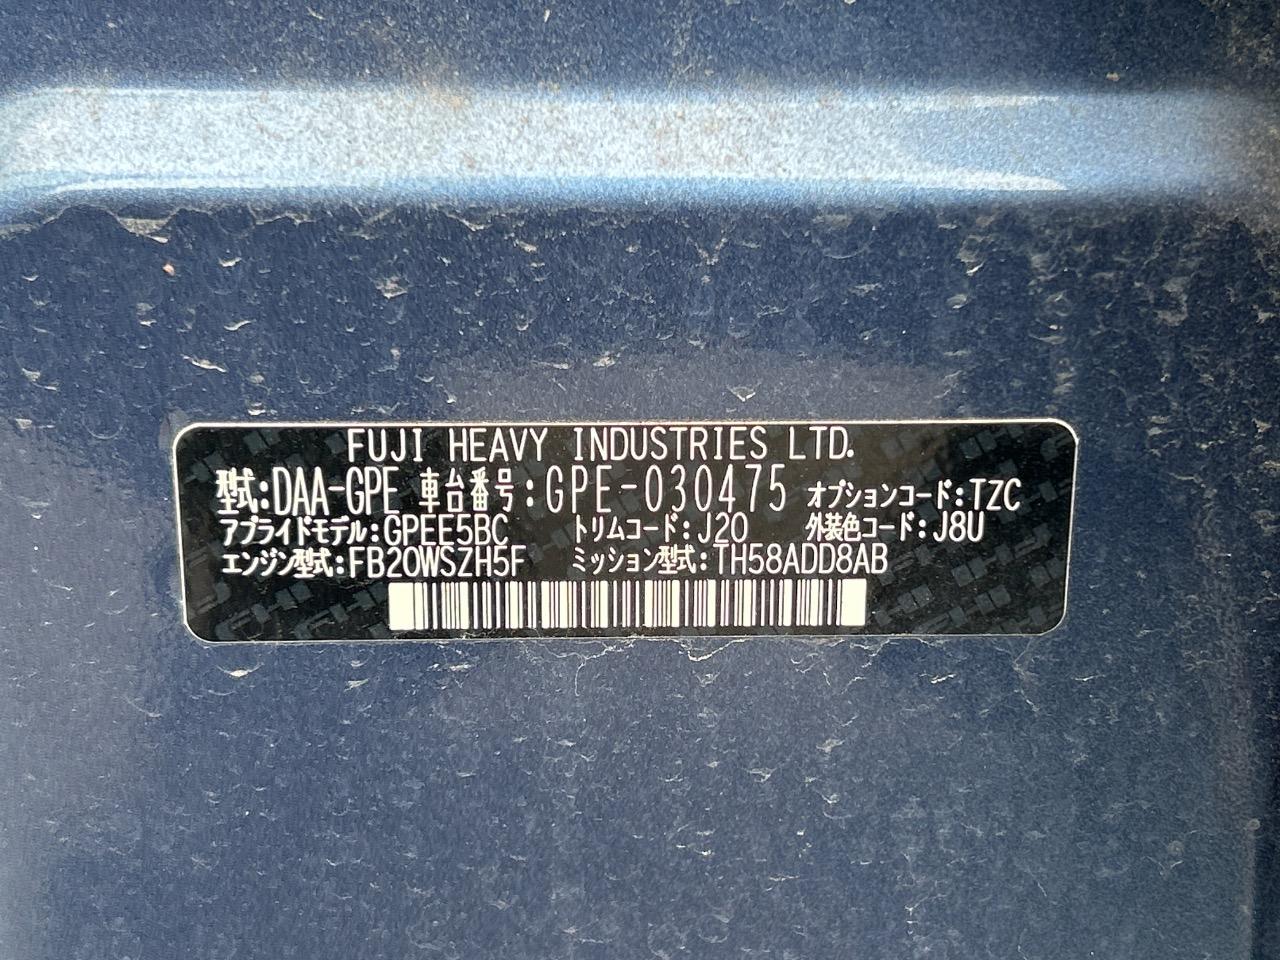 FUJI HEAVY INDUSTRIES LTD.
型式:DAA-GPE 車台番号:GPE-030475 オプションコード:TZC
アプライドモデル:GPEE5BC トリムコード:J20 外装色コード:J8U
エンジン型式:FB20WSZH5F ミッション型式:TH58ADD8AB